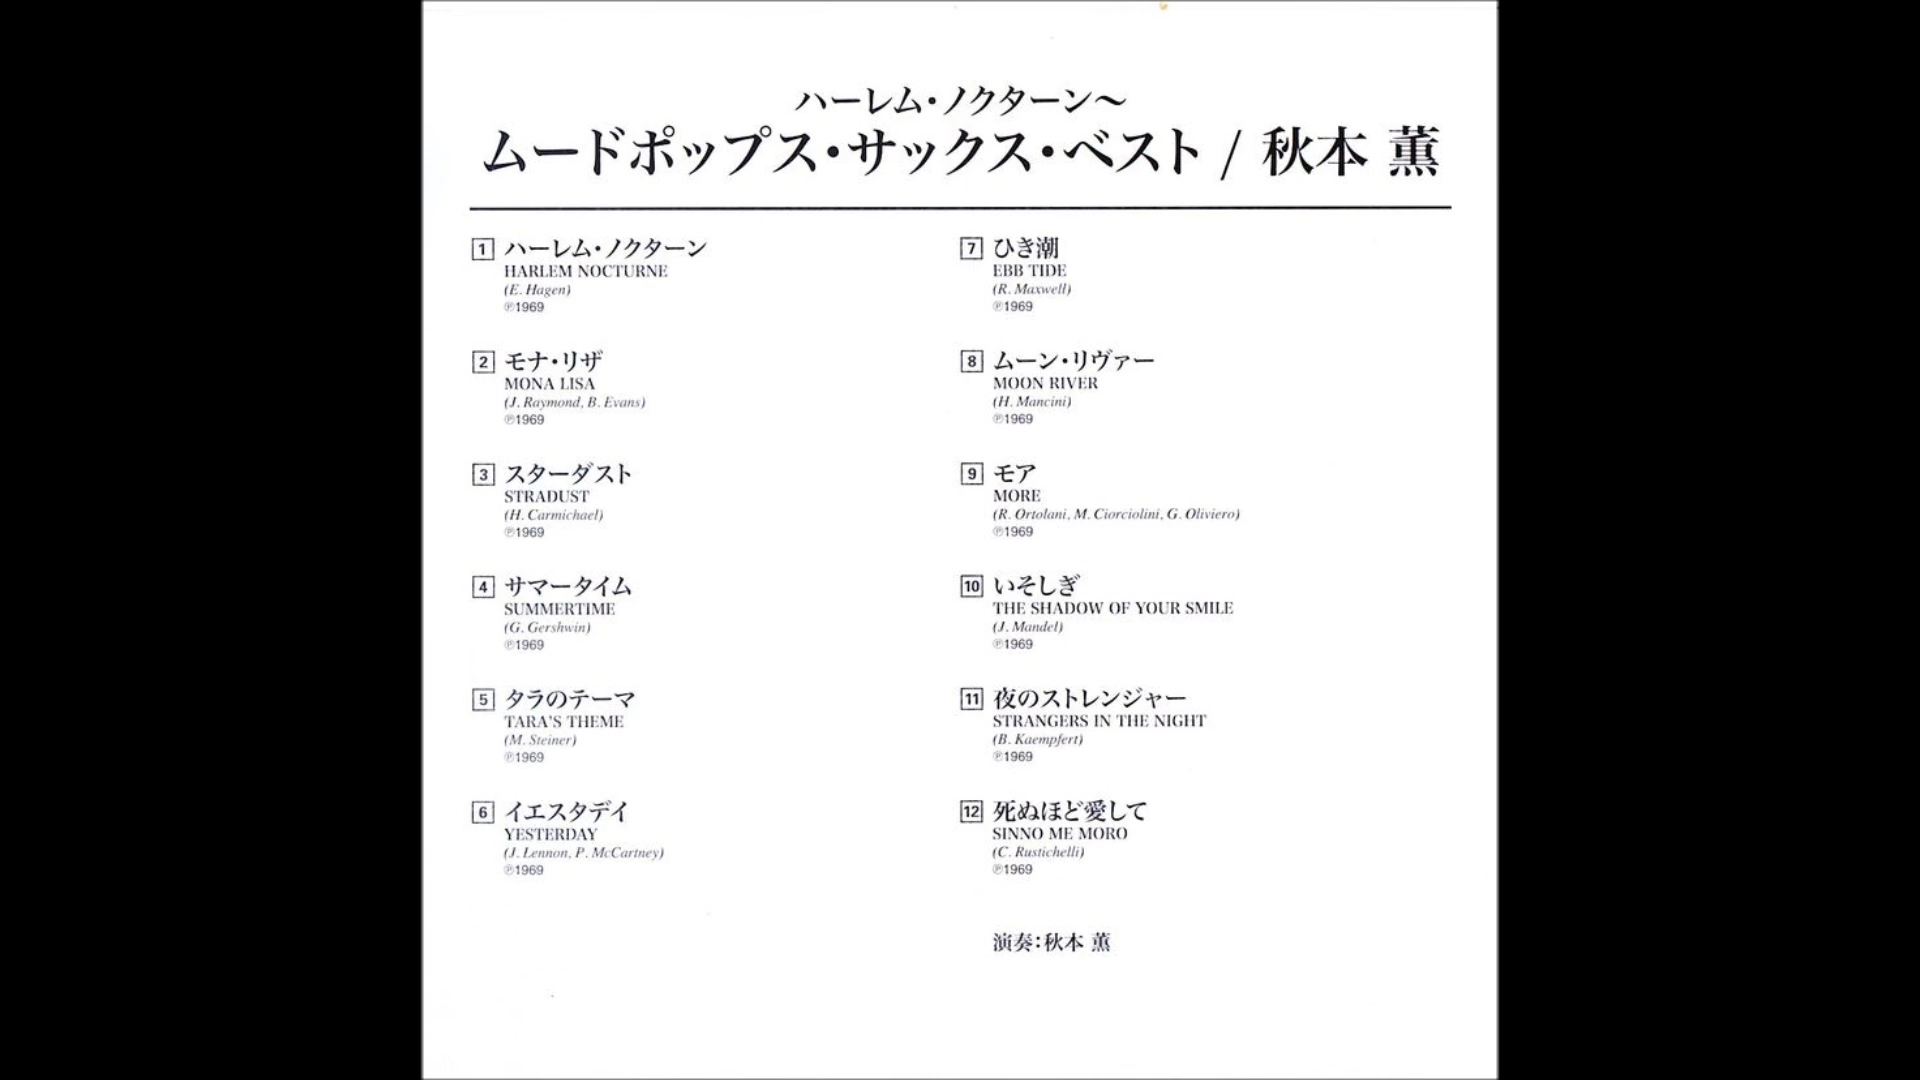 ハーレム・ノクターン～
ムードポップス・サックス・ベスト / 秋本 薫
1 ハーレム・ノクターン
HARLEM NOCTURNE
(E. Hagen)
℗1969
2 モナ・リザ
MONA LISA
(J. Raymond, B. Evans)
℗1969
3 スターダスト
STRADUST
(H. Carmichael)
℗1969
4 サマータイム
SUMMERTIME
(G. Gershwin)
℗1969
5 タラのテーマ
TARA'S THEME
(M. Steiner)
℗1969
6 イエスタデイ
YESTERDAY
(J. Lennon, P. McCartney)
℗1969
7 ひき潮
EBB TIDE
(R. Maxwell)
℗1969
8 ムーン・リヴァー
MOON RIVER
(H. Mancini)
℗1969
9 モア
MORE
(R. Ortolani, M. Ciorciolini, G. Oliviero)
℗1969
10 いそしぎ
THE SHADOW OF YOUR SMILE
(J. Mandel)
℗1969
11 夜のストレンジャー
STRANGERS IN THE NIGHT
(B. Kaempfert)
℗1969
12 死ぬほど愛して
SINNO ME MORO
(C. Rustichelli)
℗1969
演奏:秋本 薫